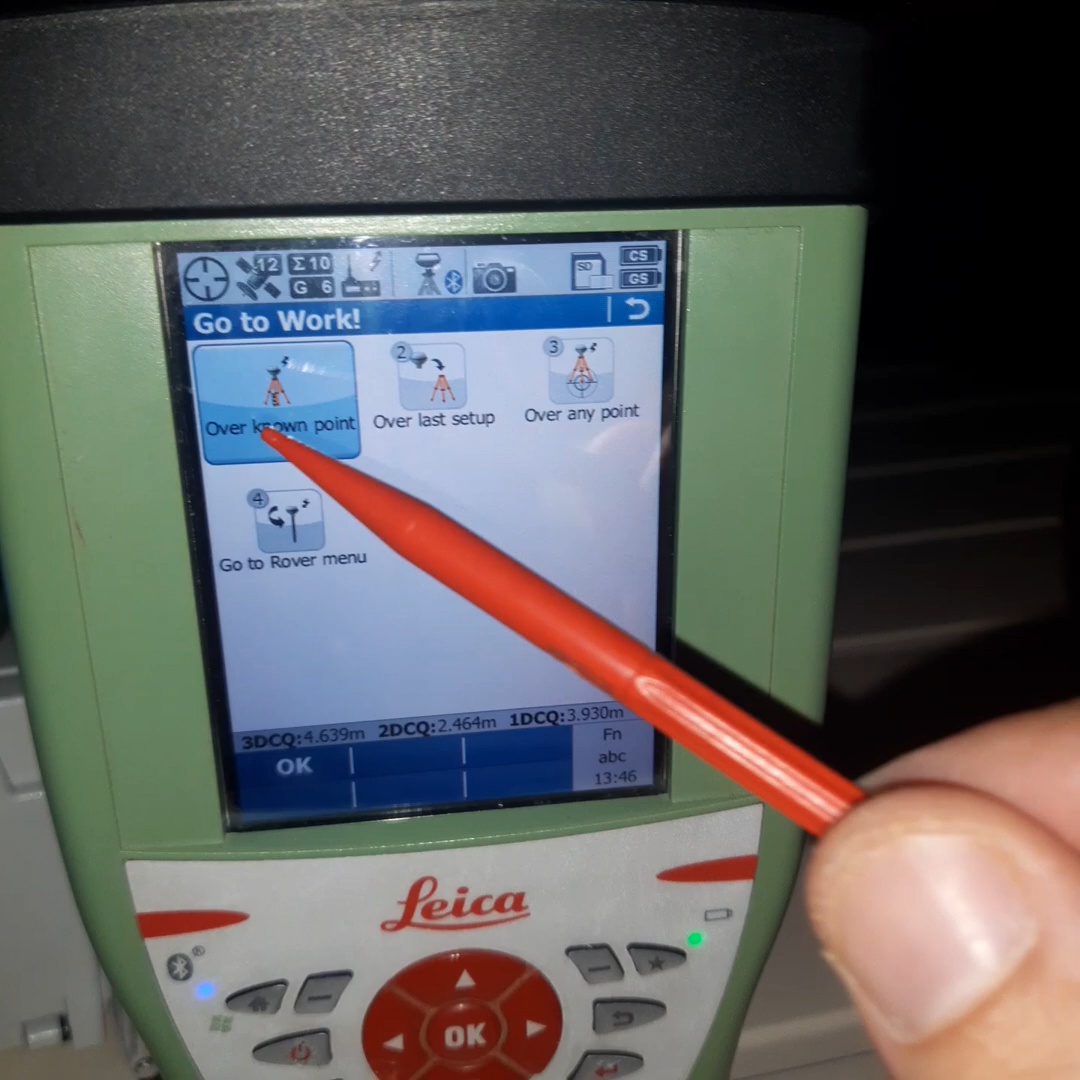 12 Σ10 CS
G 6 SD GS
Go to Work!
2 3
Over known point Over last setup Over any point
4
Go to Rover menu
3DCQ:4.639m 2DCQ:2.464m 1DCQ:3.930m
OK Fn
abc
13:46
Leica
®
OK